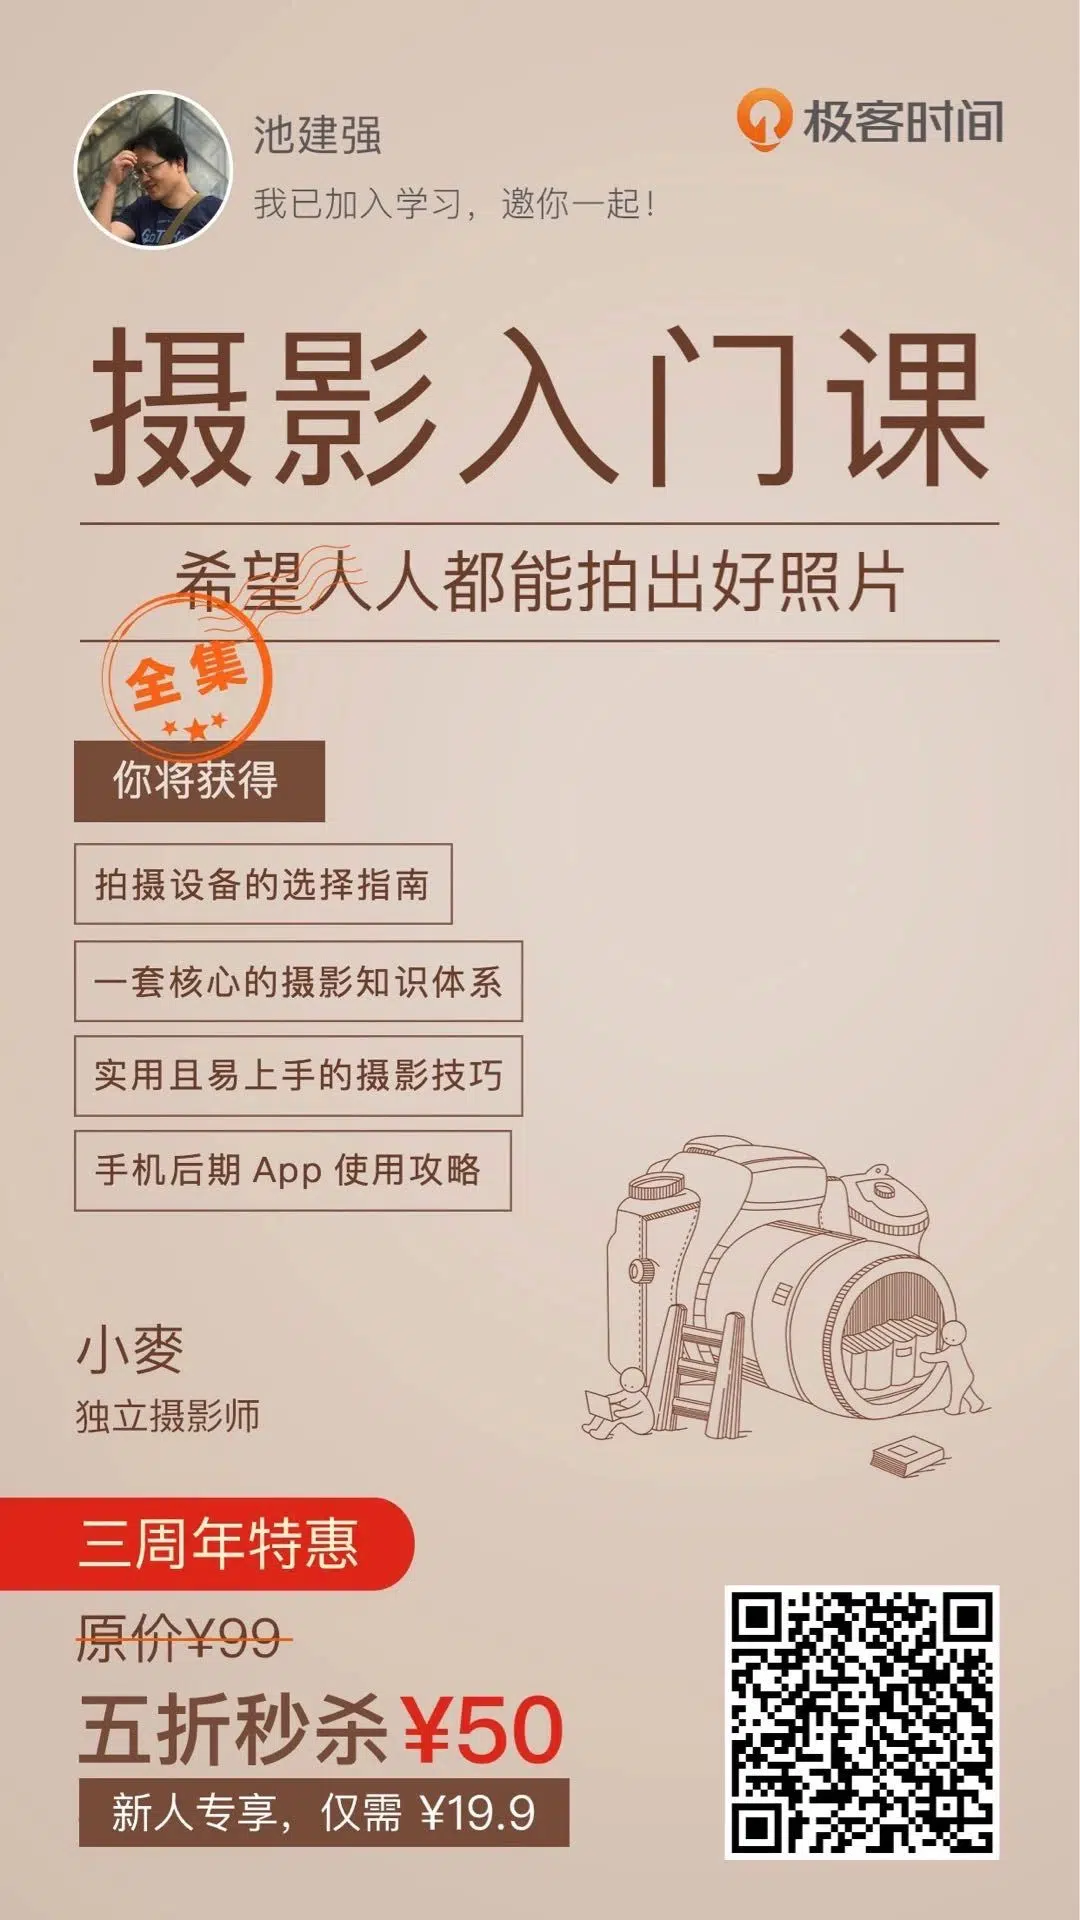 池建强
极客时间
我已加入学习，邀你一起！
摄影入门课
希望人人都能拍出好照片
全集
你将获得
拍摄设备的选择指南
一套核心的摄影知识体系
实用且易上手的摄影技巧
手机后期 App 使用攻略
小麥
独立摄影师
三周年特惠
原价¥99
五折秒杀¥50
新人专享，仅需 ¥19.9